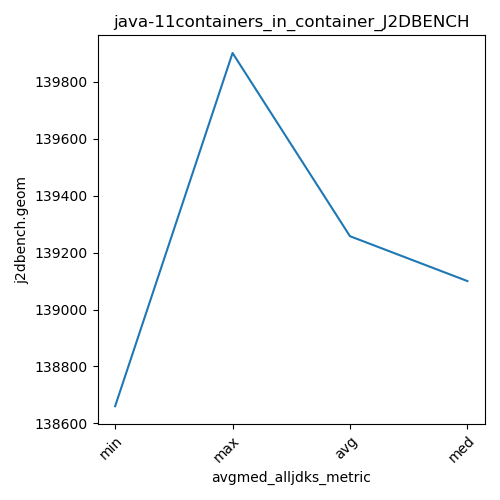 java-11containers_in_container_J2DBENCH
j2dbench.geom
139800
139600
139400
139200
139000
138800
138600
min
max
avg
med
avgmed_alljdks_metric